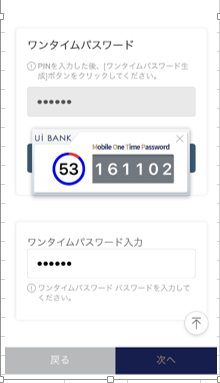 ワンタイムパスワード
PINを入力した後、[ワンタイムパスワード生
成]ボタンをクリックしてください。
●●●●●●
UI BANK
Mobile One Time Password
53
161102
ワンタイムパスワード入力
●●●●●●
ワンタイムパスワード パスワードを入力して
ください。
戻る
次へ